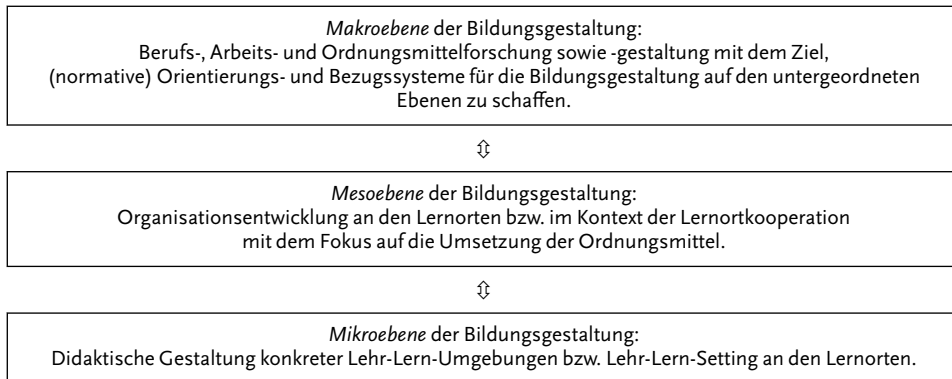 Makroebene der Bildungsgestaltung:
Berufs-, Arbeits- und Ordnungsmittelforschung sowie -gestaltung mit dem Ziel,
(normative) Orientierungs- und Bezugssysteme für die Bildungsgestaltung auf den untergeordneten
Ebenen zu schaffen.
⇳
Mesoebene der Bildungsgestaltung:
Organisationsentwicklung an den Lernorten bzw. im Kontext der Lernortkooperation
mit dem Fokus auf die Umsetzung der Ordnungsmittel.
⇳
Mikroebene der Bildungsgestaltung:
Didaktische Gestaltung konkreter Lehr-Lern-Umgebungen bzw. Lehr-Lern-Setting an den Lernorten.